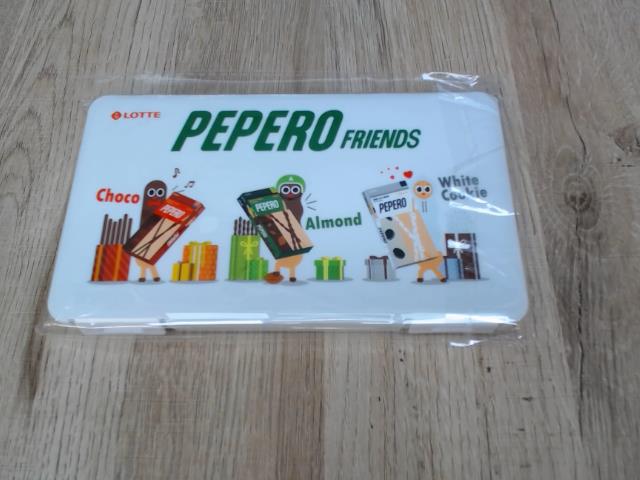 LOTTE
PEPERO FRIENDS
Choco
PEPERO
PEPERO
Almond
PEPERO
White
Cookie